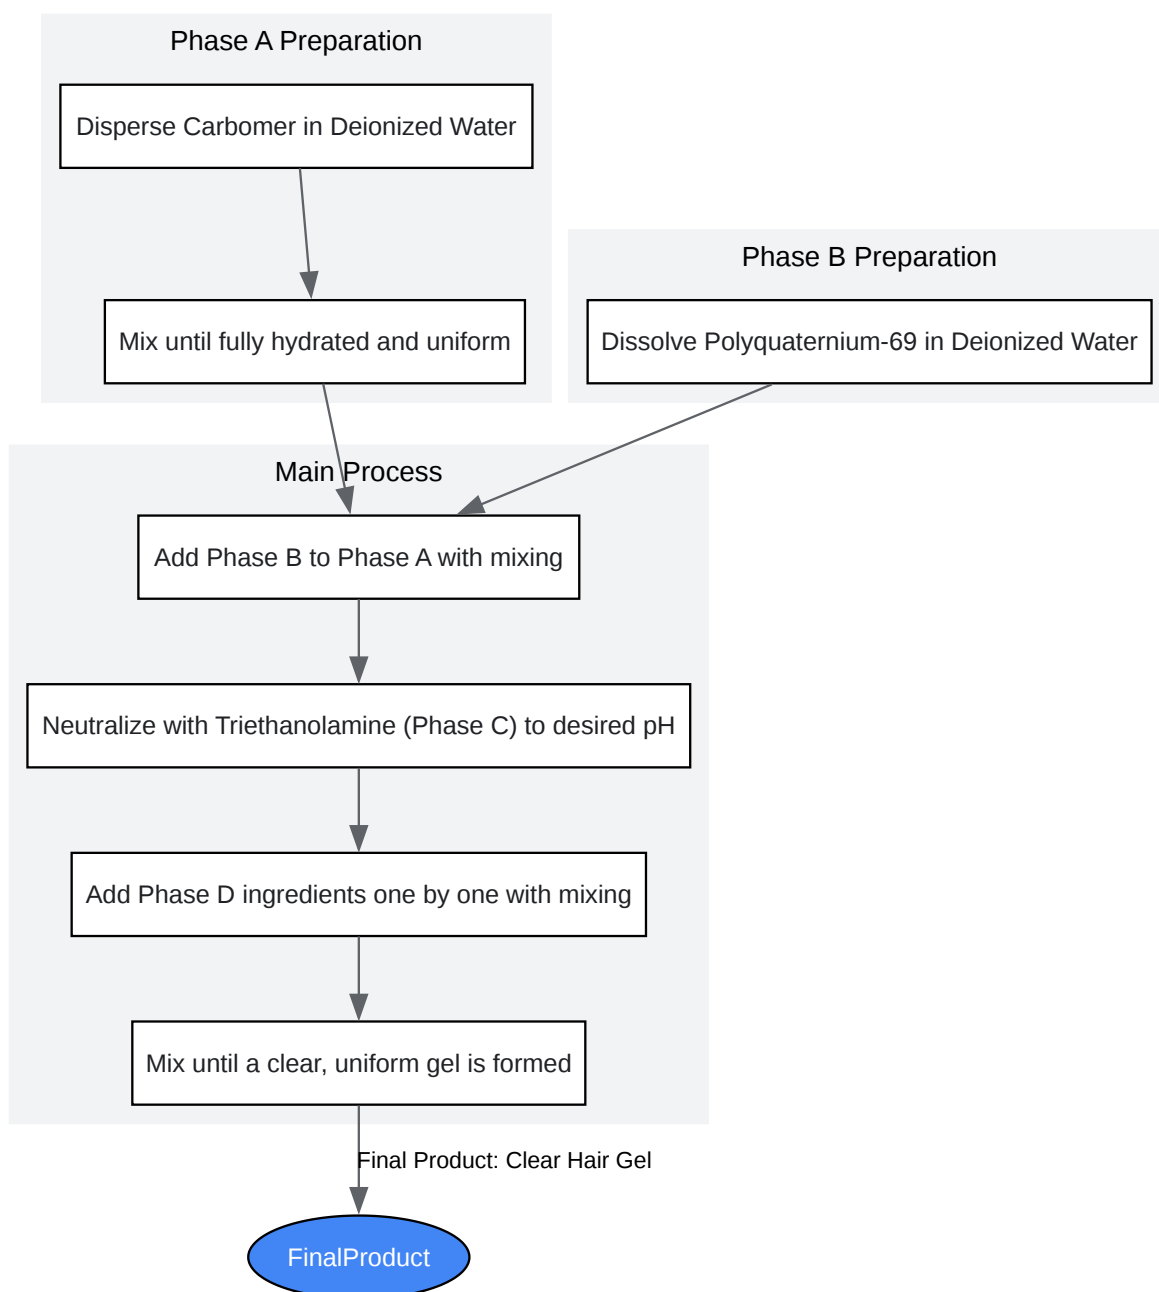 Phase A Preparation
Disperse Carbomer in Deionized Water
Mix until fully hydrated and uniform
Phase B Preparation
Dissolve Polyquaternium-69 in Deionized Water
Main Process
Add Phase B to Phase A with mixing
Neutralize with Triethanolamine (Phase C) to desired pH
Add Phase D ingredients one by one with mixing
Mix until a clear, uniform gel is formed
Final Product: Clear Hair Gel
FinalProduct